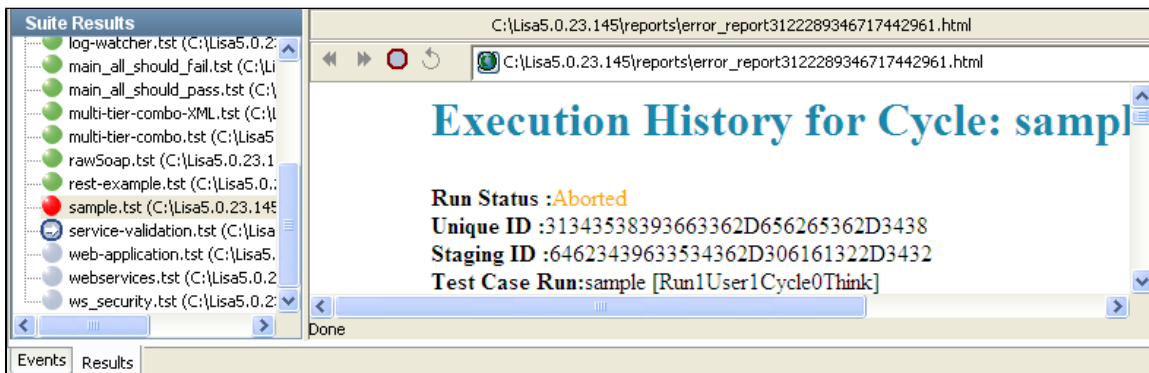 Suite Results
log-watcher.tst (C:\Lisa5.0.2
main_all_should_fail.tst (C:\Li
main_all_should_pass.tst (C:\
multi-tier-combo-XML.tst (C:\L
multi-tier-combo.tst (C:\Lisa5
rawSoap.tst (C:\Lisa5.0.23.1
rest-example.tst (C:\Lisa5.0.:
sample.tst (C:\Lisa5.0.23.145
service-validation.tst (C:\Lisa
web-application.tst (C:\Lisa5.
webservices.tst (C:\Lisa5.0.2
ws_security.tst (C:\Lisa5.0.2
C:\Lisa5.0.23.145\reports\error_report3122289346717442961.html
C:\Lisa5.0.23.145\reports\error_report3122289346717442961.html
Execution History for Cycle: sampl
Run Status :Aborted
Unique ID :31343538393663362D656265362D3438
Staging ID :64623439633534362D306161322D3432
Test Case Run:sample [Run1User1Cycle0Think]
Done
Events Results